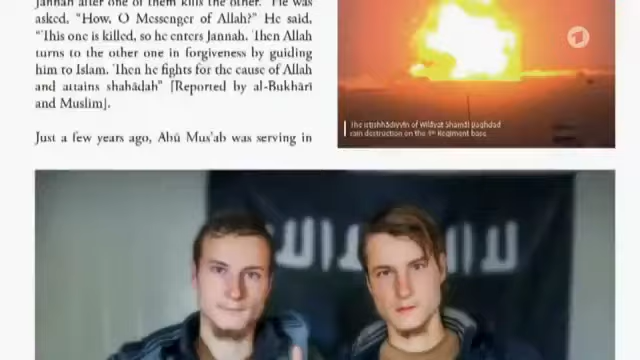 Jannah after one of them kills the other." He was
asked, "How, O Messenger of Allah?" He said,
"This one is killed, so he enters Jannah. Then Allah
turns to the other one in forgiveness by guiding
him to Islam. Then he fights for the cause of Allah
and attains shahādah" [Reported by al-Bukhārī
and Muslim].
Just a few years ago, Abū Mus'ab was serving in
The istishhādiyyīn of Wilāyat Shamāl Baghdad
rain destruction on the 4th Regiment base